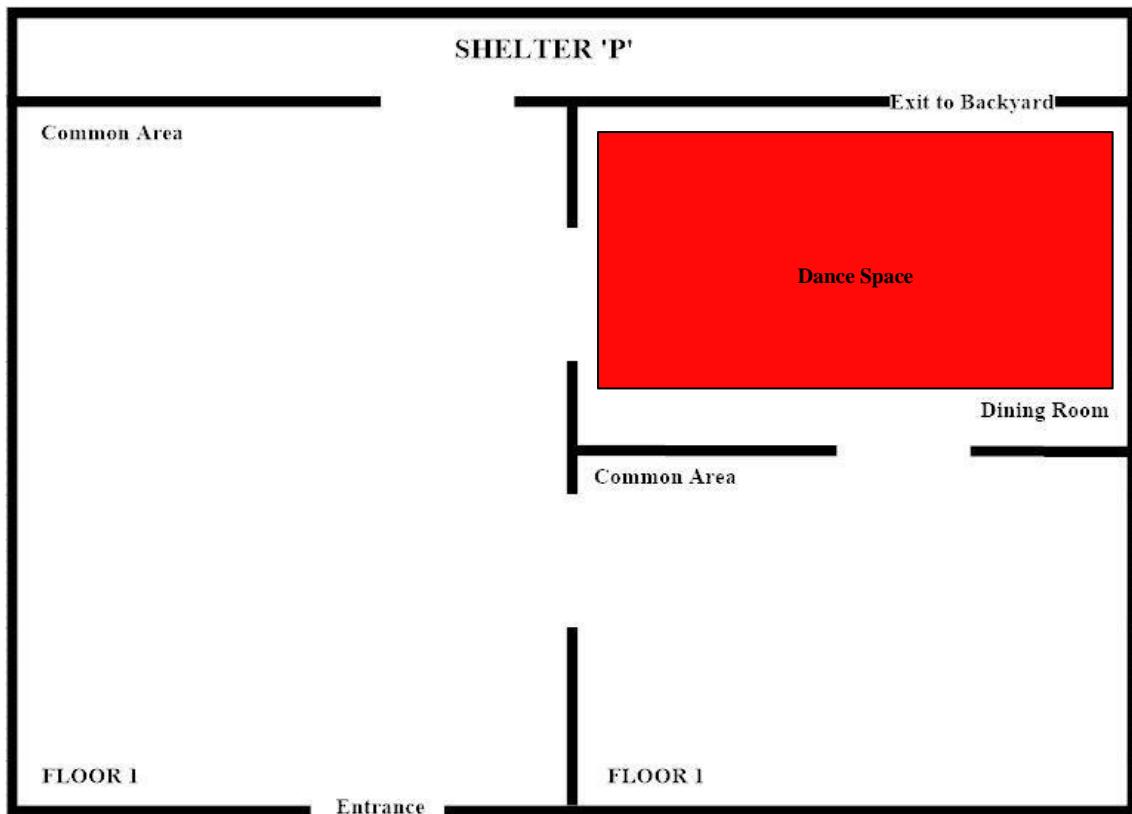 SHELTER 'P'
Exit to Backyard
Common Area
Dance Space
Dining Room
Common Area
FLOOR 1
FLOOR 1
Entrance